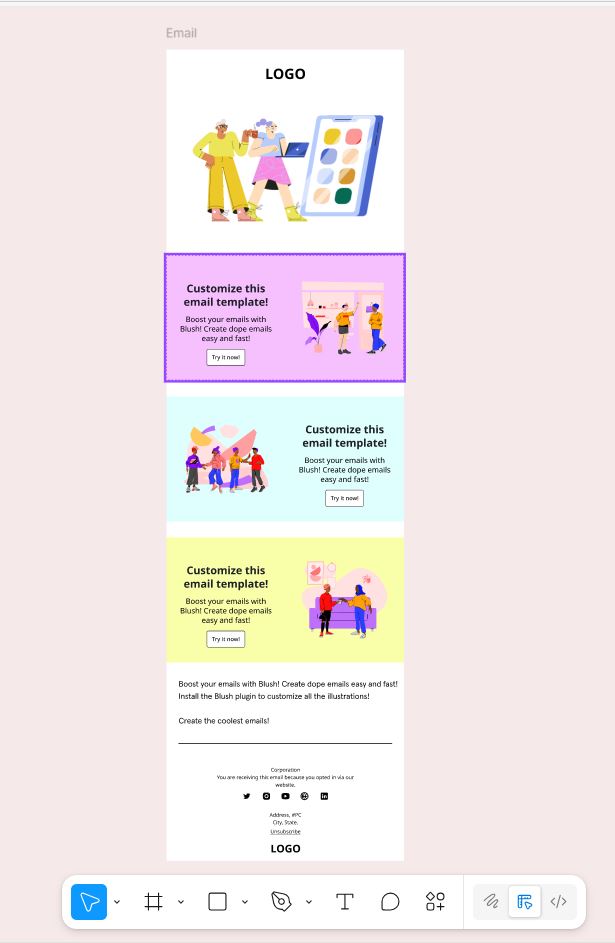 Email
LOGO
Customize this
email template!
Boost your emails with
Blush! Create dope emails
easy and fast!
Try it now!
Customize this
email template!
Boost your emails with
Blush! Create dope emails
easy and fast!
Try it now!
Customize this
email template!
Boost your emails with
Blush! Create dope emails
easy and fast!
Try it now!
Boost your emails with Blush! Create dope emails easy and fast!
Install the Blush plugin to customize all the illustrations!
Create the coolest emails!
Corporation
You are receiving this email because you opted in via our
website.
Address, #PC
City, State.
Unsubscribe
LOGO